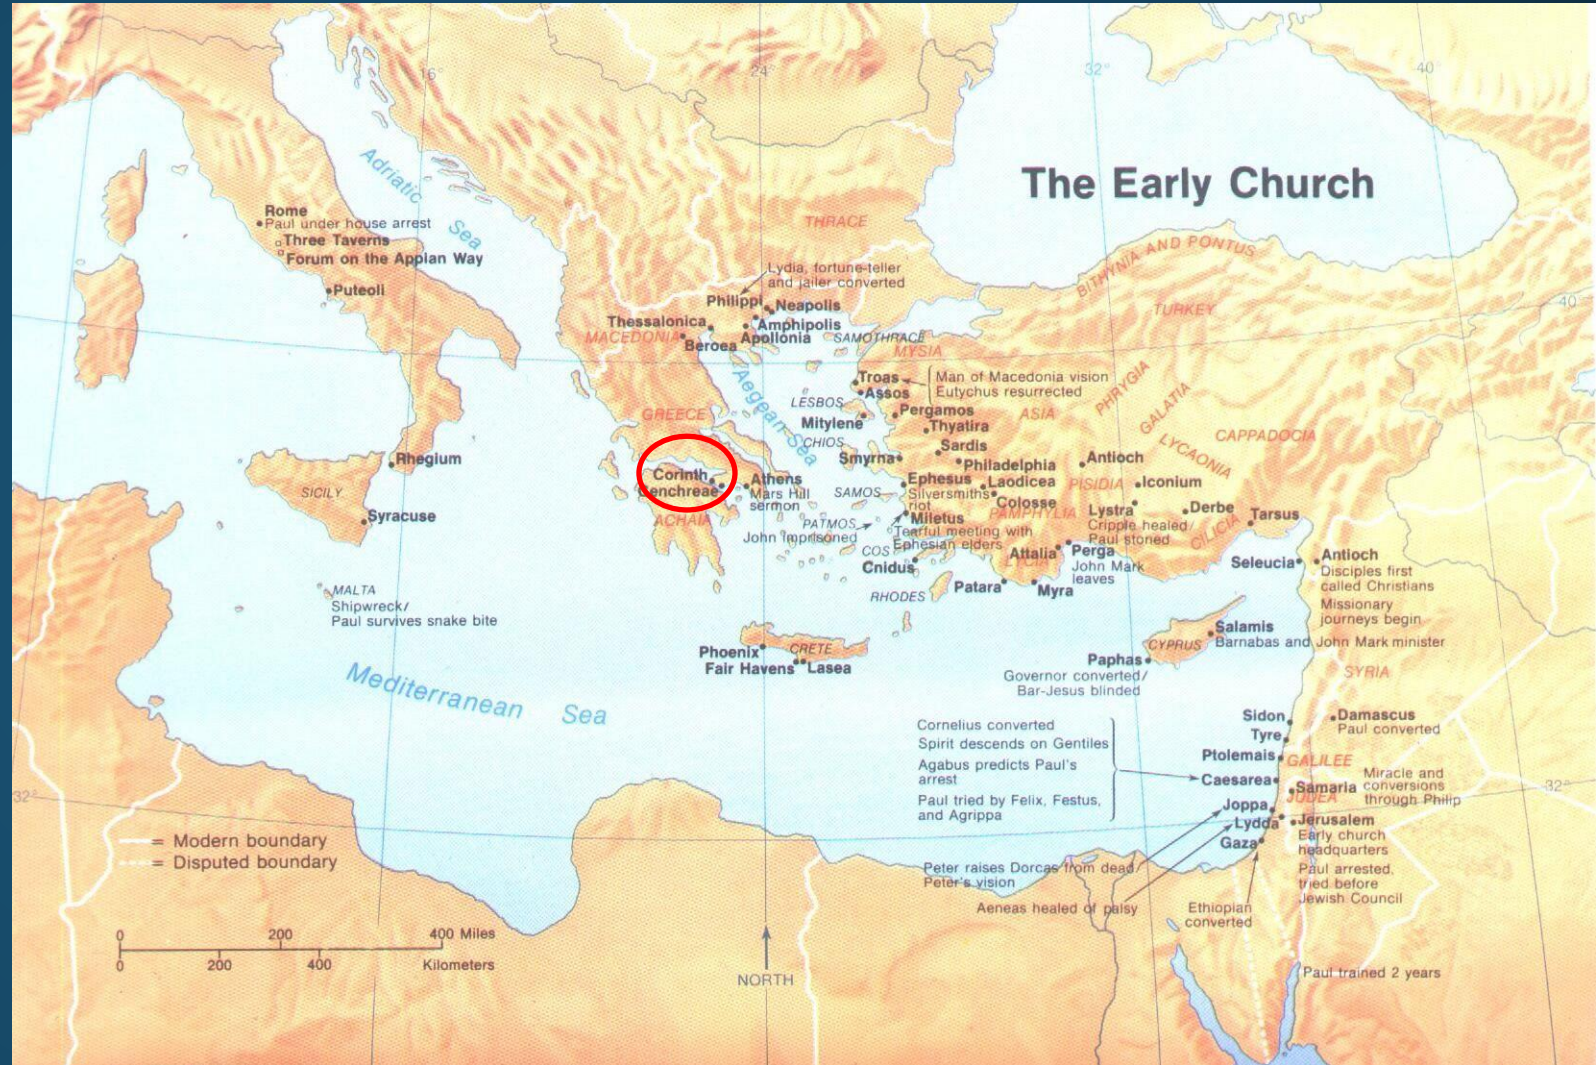 The Early Church
16°
24°
32°
40°
40°
32°
32°
Adriatic Sea
Rome
Paul under house arrest
Three Taverns
Forum on the Appian Way
Puteoli
Rhegium
SICILY
Syracuse
MALTA
Shipwreck/
Paul survives snake bite
Mediterranean Sea
THRACE
Lydia, fortune-teller
and jailer converted
Philippi
Neapolis
Thessalonica
Amphipolis
MACEDONIA
Beroea
Apollonia
SAMOTHRACE
Aegean Sea
GREECE
Corinth
Cenchreae
ACHAIA
Athens
Mars Hill
sermon
BITHYNIA AND PONTUS
TURKEY
MYSIA
Troas
Assos
Man of Macedonia vision
Eutychus resurrected
LESBOS
Mitylene
Pergamos
Thyatira
ASIA
PHRYGIA
GALATIA
LYCAONIA
CAPPADOCIA
CHIOS
Sardis
Smyrna
Philadelphia
Antioch
Ephesus
Silversmiths
riot
Laodicea
Colosse
PISIDIA
Iconium
SAMOS
PAMPHYLIA
Lystra
Cripple healed/
Paul stoned
Derbe
Tarsus
CILICIA
PATMOS
John imprisoned
Miletus
Tearful meeting with
Ephesian elders
COS
Cnidus
Attalia
Perga
John Mark
leaves
LYCIA
RHODES
Patara
Myra
Seleucia
Antioch
Disciples first
called Christians
Missionary
journeys begin
Phoenix
CRETE
Fair Havens
Lasea
Salamis
Barnabas and John Mark minister
CYPRUS
Paphas
Governor converted/
Bar-Jesus blinded
SYRIA
Sidon
Damascus
Paul converted
Tyre
Ptolemais
GALILEE
Cornelius converted
Spirit descends on Gentiles
Agabus predicts Paul's
arrest
Paul tried by Felix, Festus,
and Agrippa
Caesarea
Samaria
Miracle and
conversions
through Philip
JUDEA
Joppa
Lydda
Jerusalem
Early church
headquarters
Paul arrested,
tried before
Jewish Council
Gaza
Peter raises Dorcas from dead/
Peter's vision
Aeneas healed of palsy
Ethiopian
converted
Paul trained 2 years
= Modern boundary
= Disputed boundary
0 200 400 Miles
0 200 400 Kilometers
NORTH